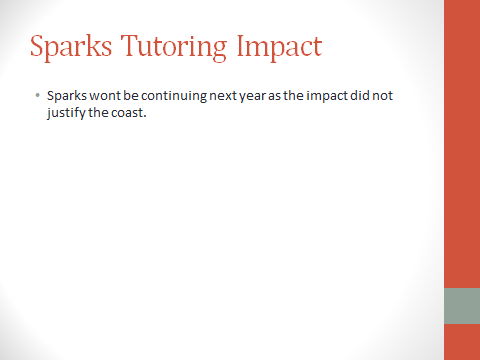 Sparks Tutoring Impact
• Sparks wont be continuing next year as the impact did not
justify the coast.